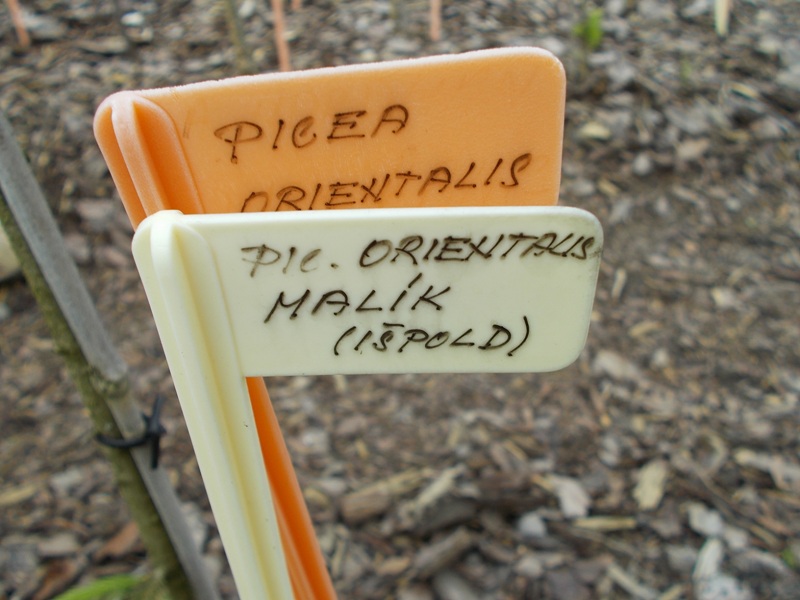 PICEA
ORIENTALIS
PIC. ORIENTALIS
MALÍK
(IŠPOLD)